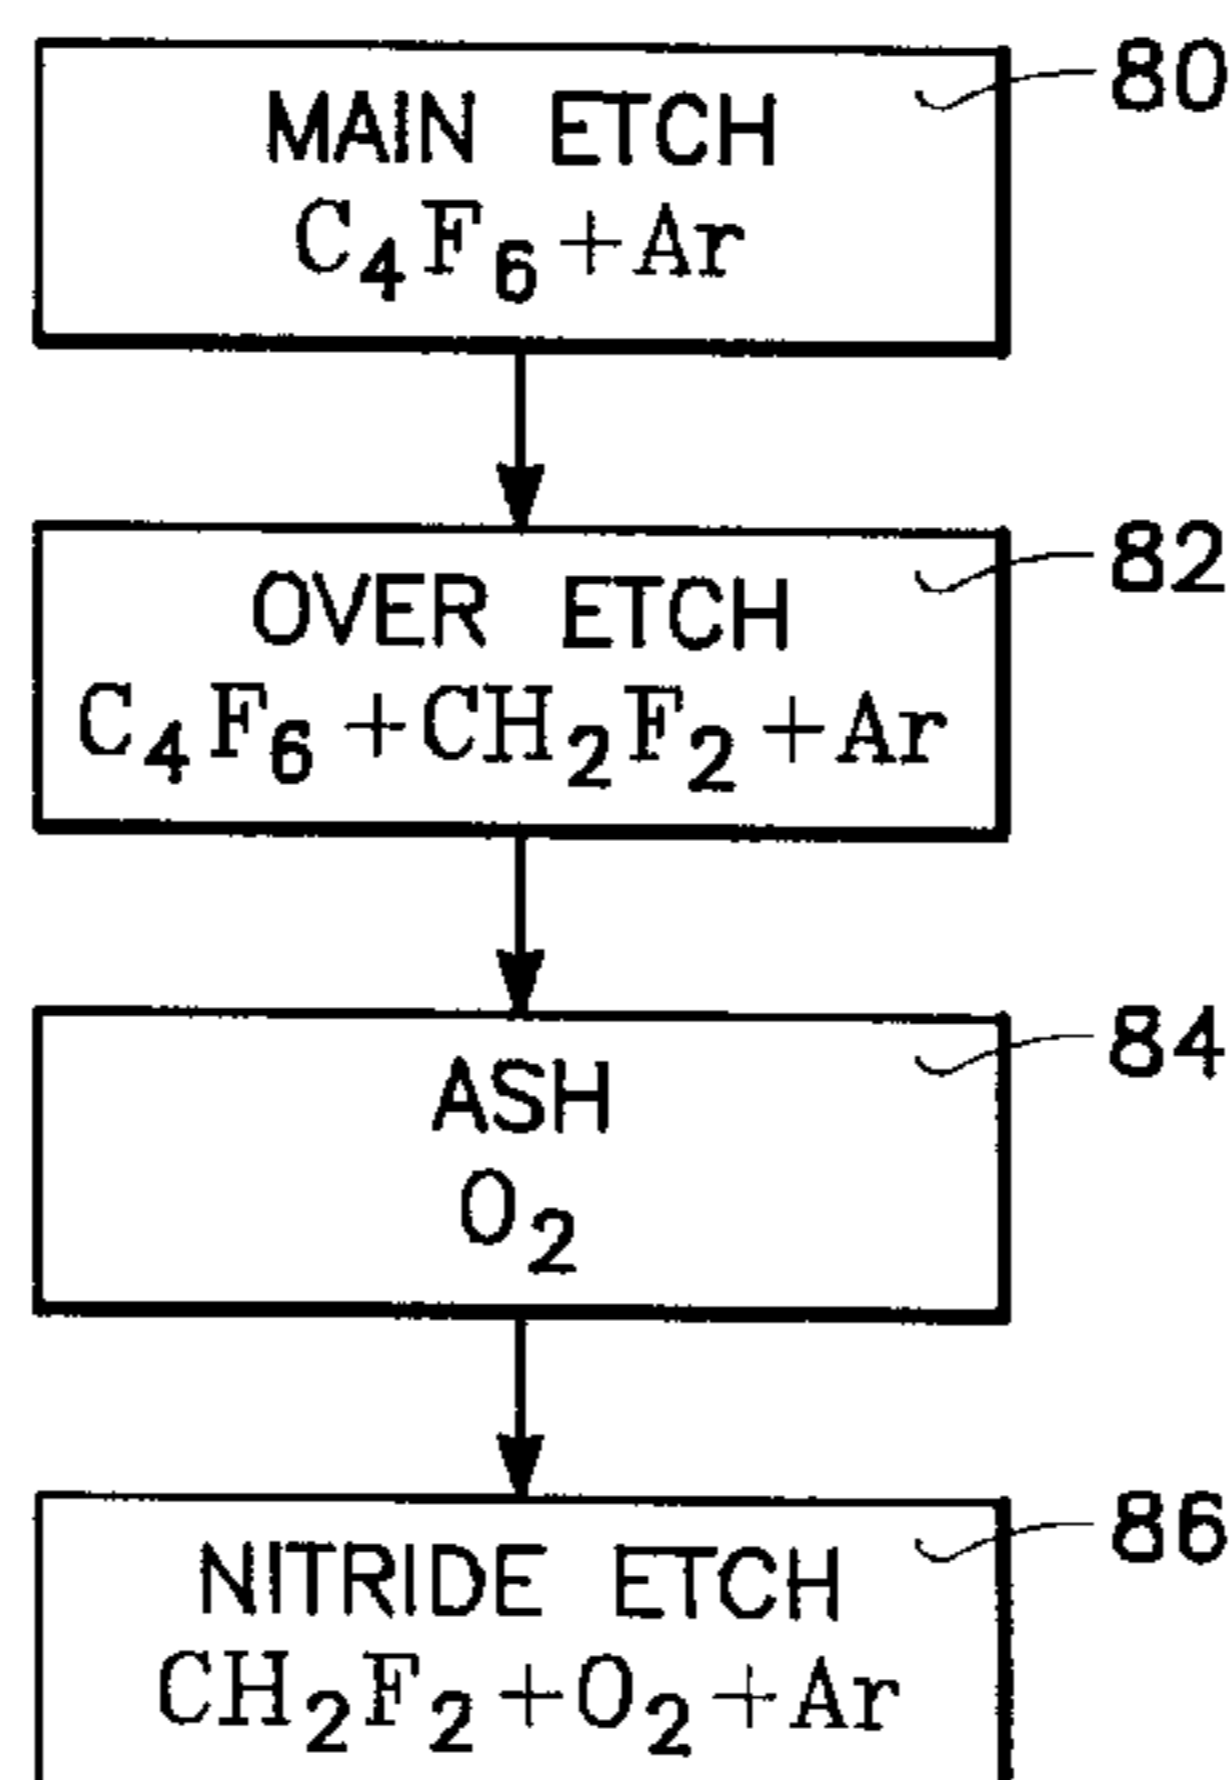 80
MAIN ETCH
C₄F₆+Ar
82
OVER ETCH
C₄F₆+CH₂F₂+Ar
84
ASH
O₂
86
NITRIDE ETCH
CH₂F₂+O₂+Ar